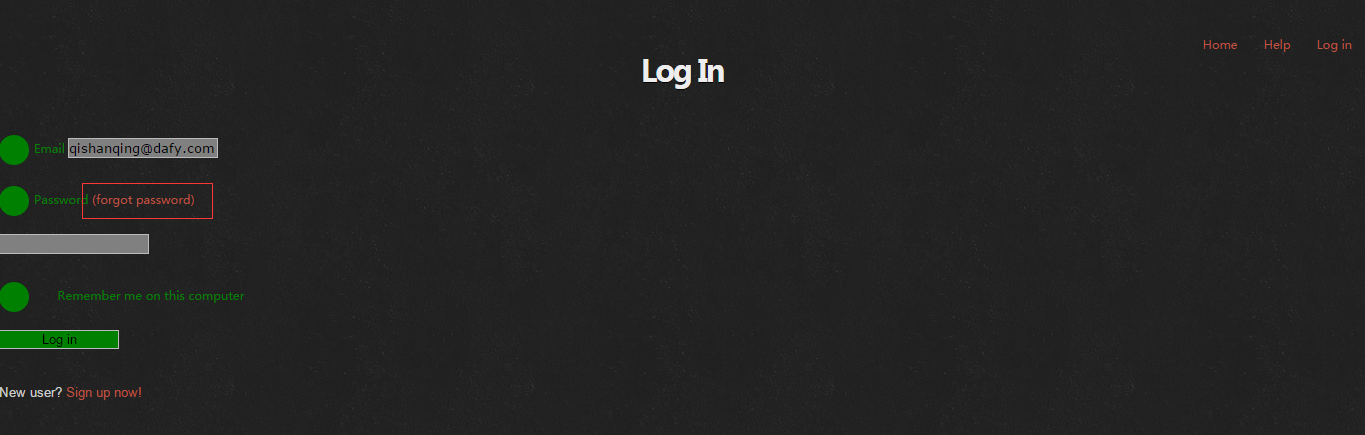 Home Help Log in
Log In
Email qishanqing@dafy.com
Password (forgot password)
Remember me on this computer
Log in
New user? Sign up now!